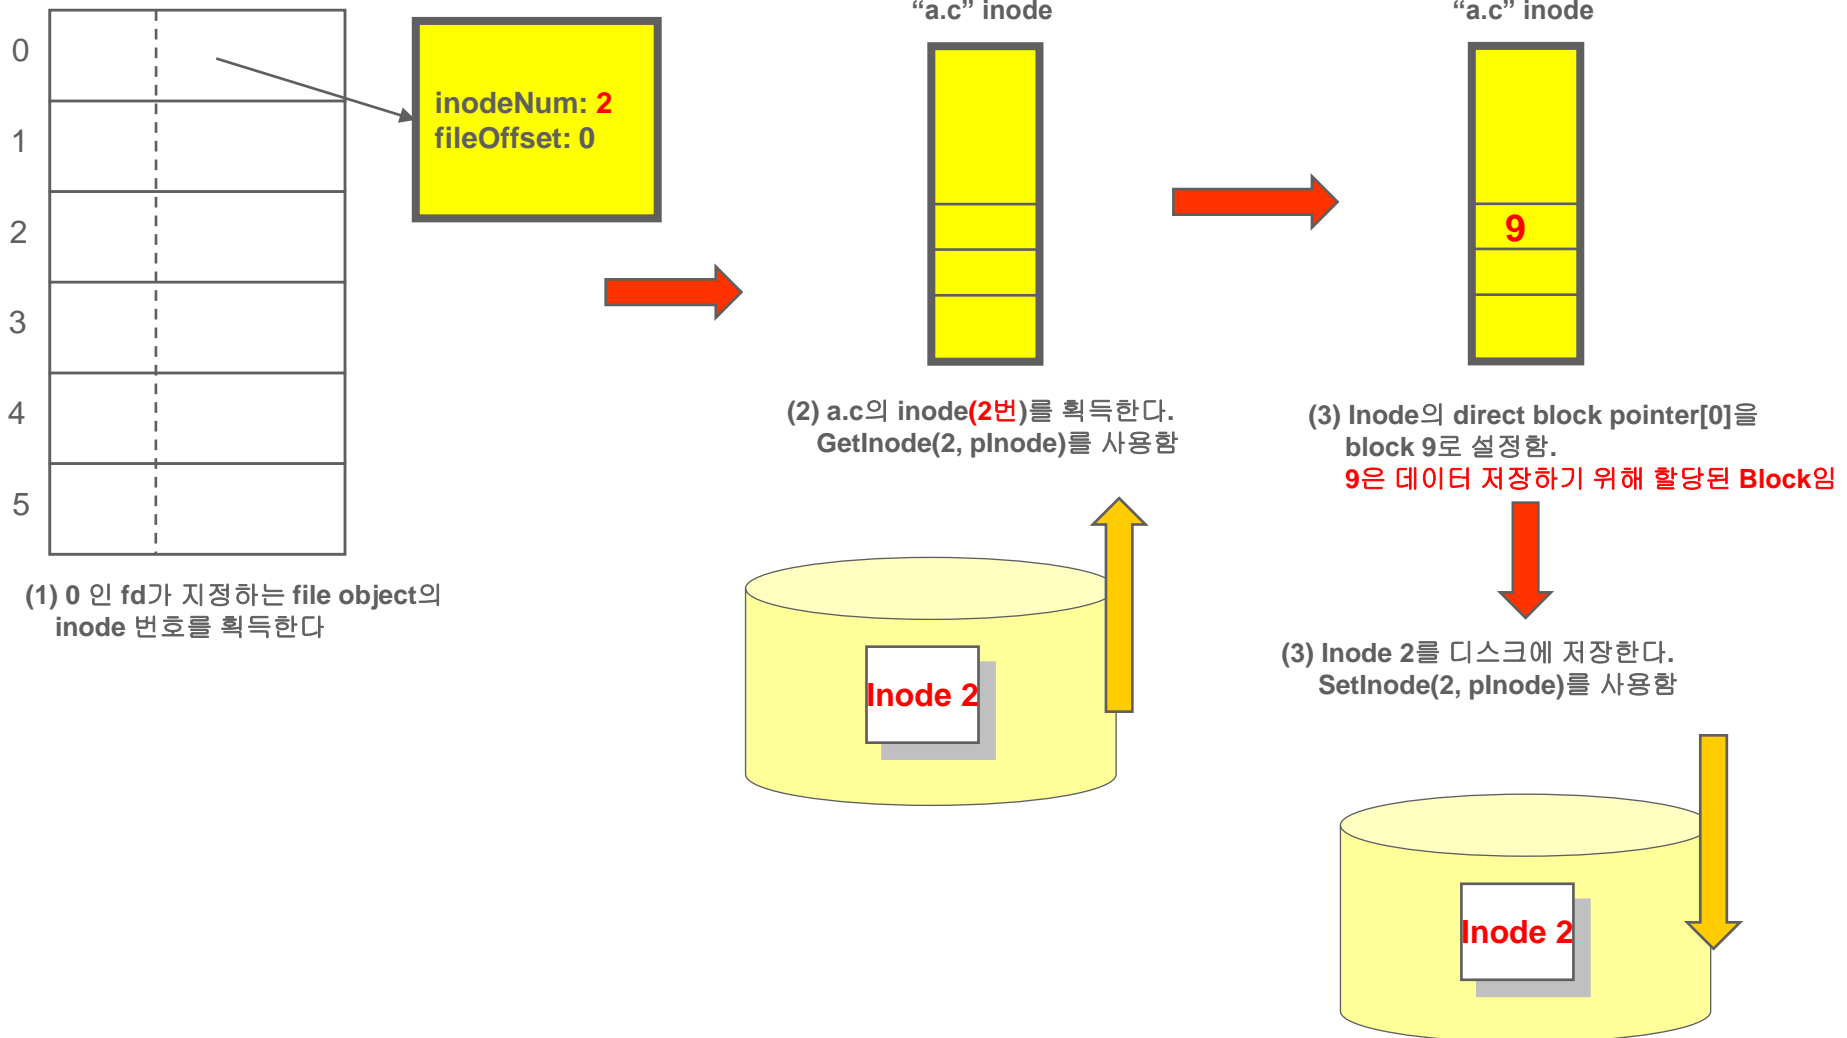 0
1
2
3
4
5
inodeNum: 2
fileOffset: 0
(1) 0 인 fd가 지정하는 file object의
inode 번호를 획득한다
“a.c” inode
(2) a.c의 inode(2번)를 획득한다.
GetInode(2, pInode)를 사용함
Inode 2
“a.c” inode
9
(3) Inode의 direct block pointer[0]을
block 9로 설정함.
9은 데이터 저장하기 위해 할당된 Block임
(3) Inode 2를 디스크에 저장한다.
SetInode(2, pInode)를 사용함
Inode 2